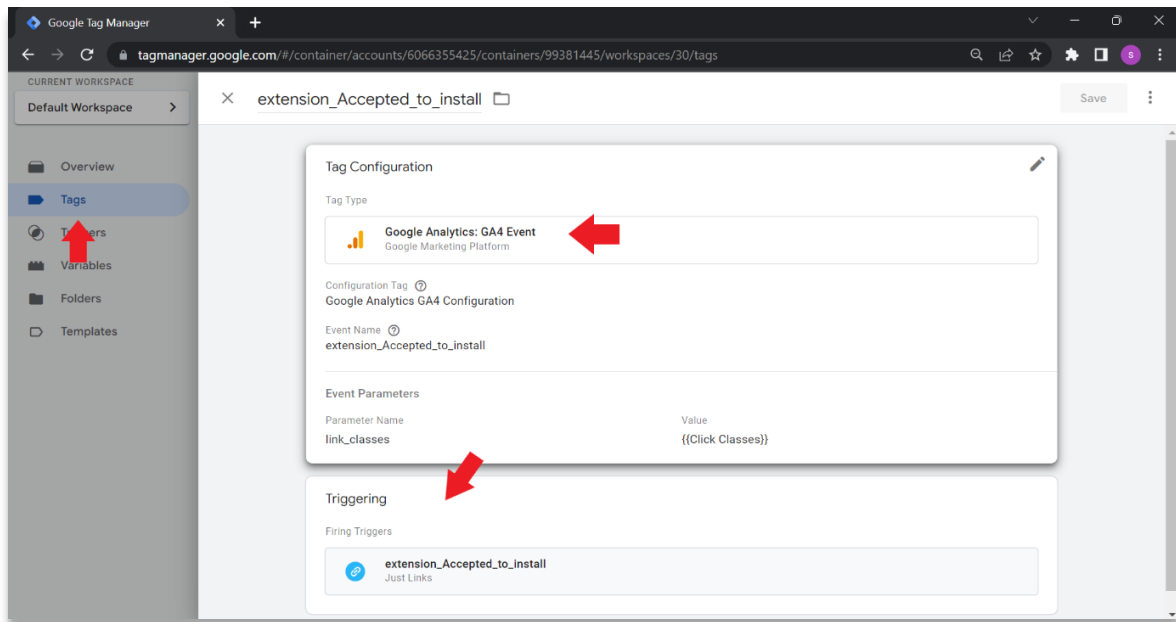 Google Tag Manager
tagmanager.google.com/#/container/accounts/6066355425/containers/99381445/workspaces/30/tags
S
CURRENT WORKSPACE
Default Workspace
extension_Accepted_to_install
Save
Overview
Tags
Variables
Folders
Templates
Tag Configuration
Tag Type
Google Analytics: GA4 Event
Google Marketing Platform
Configuration Tag
Google Analytics GA4 Configuration
Event Name
extension_Accepted_to_install
Event Parameters
Parameter Name Value
link_classes {{Click Classes}}
Triggering
Firing Triggers
extension_Accepted_to_install
Just Links